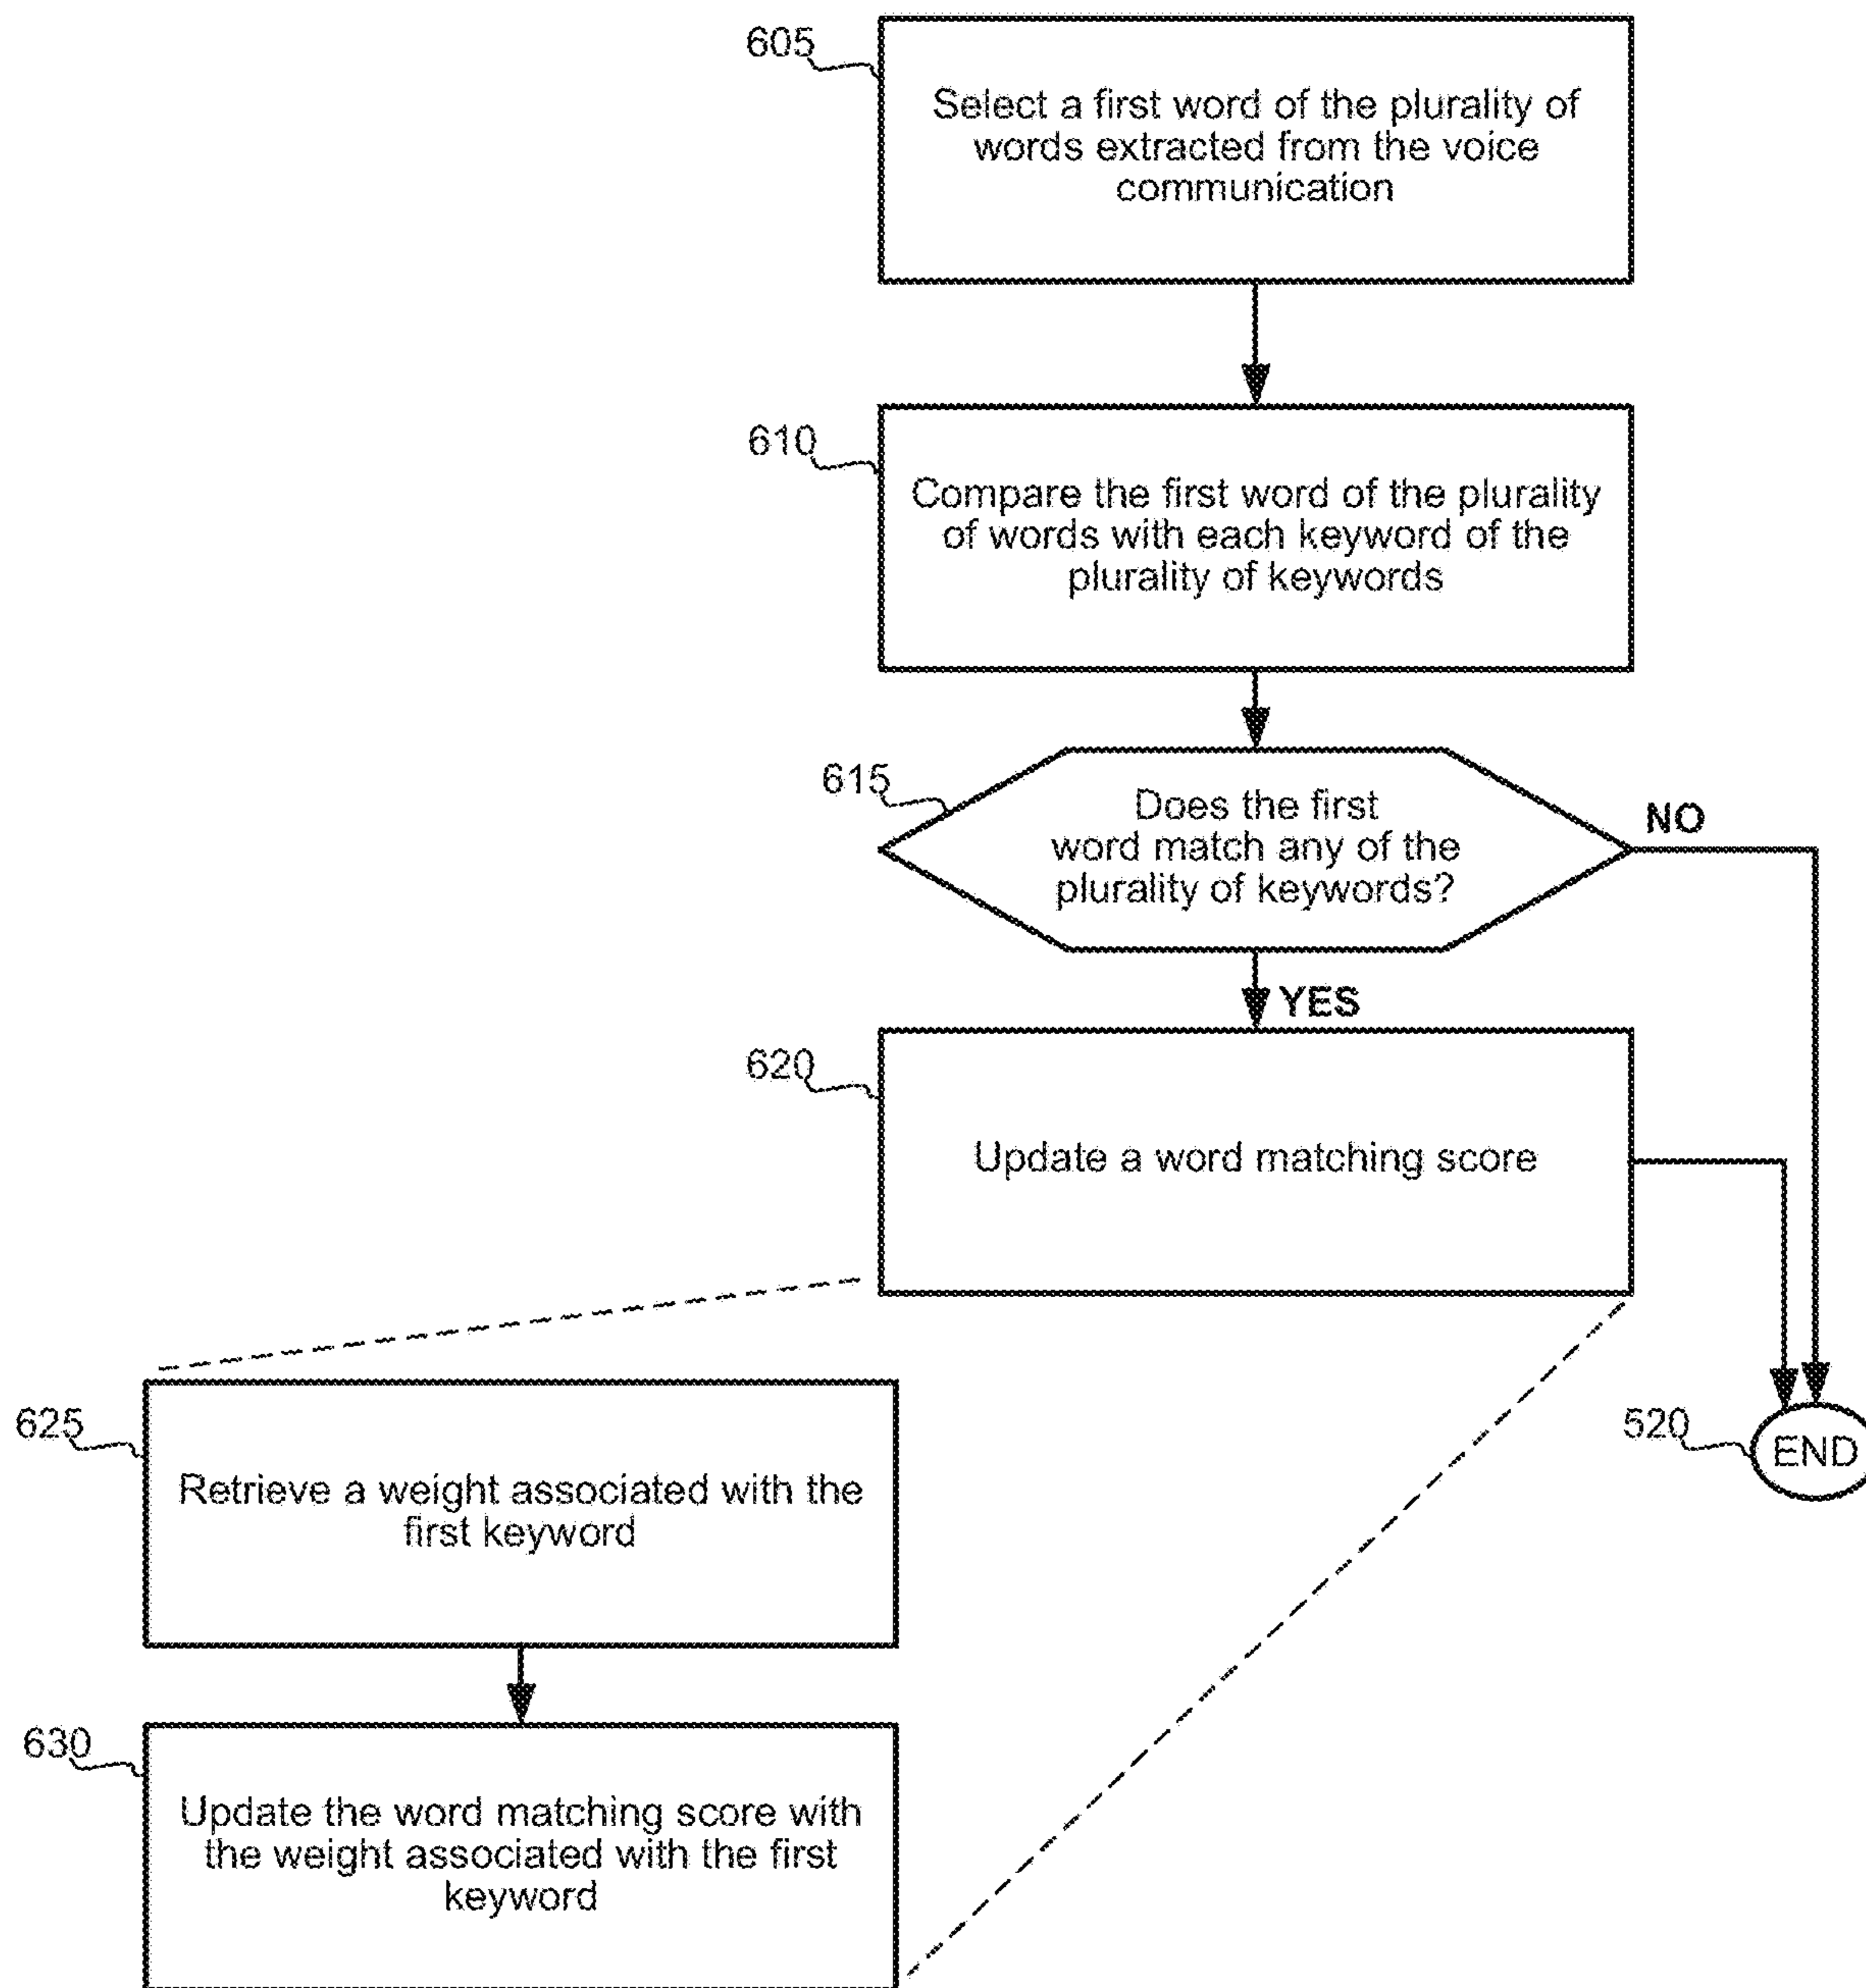 605
Select a first word of the plurality of
words extracted from the voice
communication
610
Compare the first word of the plurality
of words with each keyword of the
plurality of keywords
615
Does the first
word match any of the
plurality of keywords?
NO
YES
620
Update a word matching score
625
Retrieve a weight associated with the
first keyword
520
END
630
Update the word matching score with
the weight associated with the first
keyword